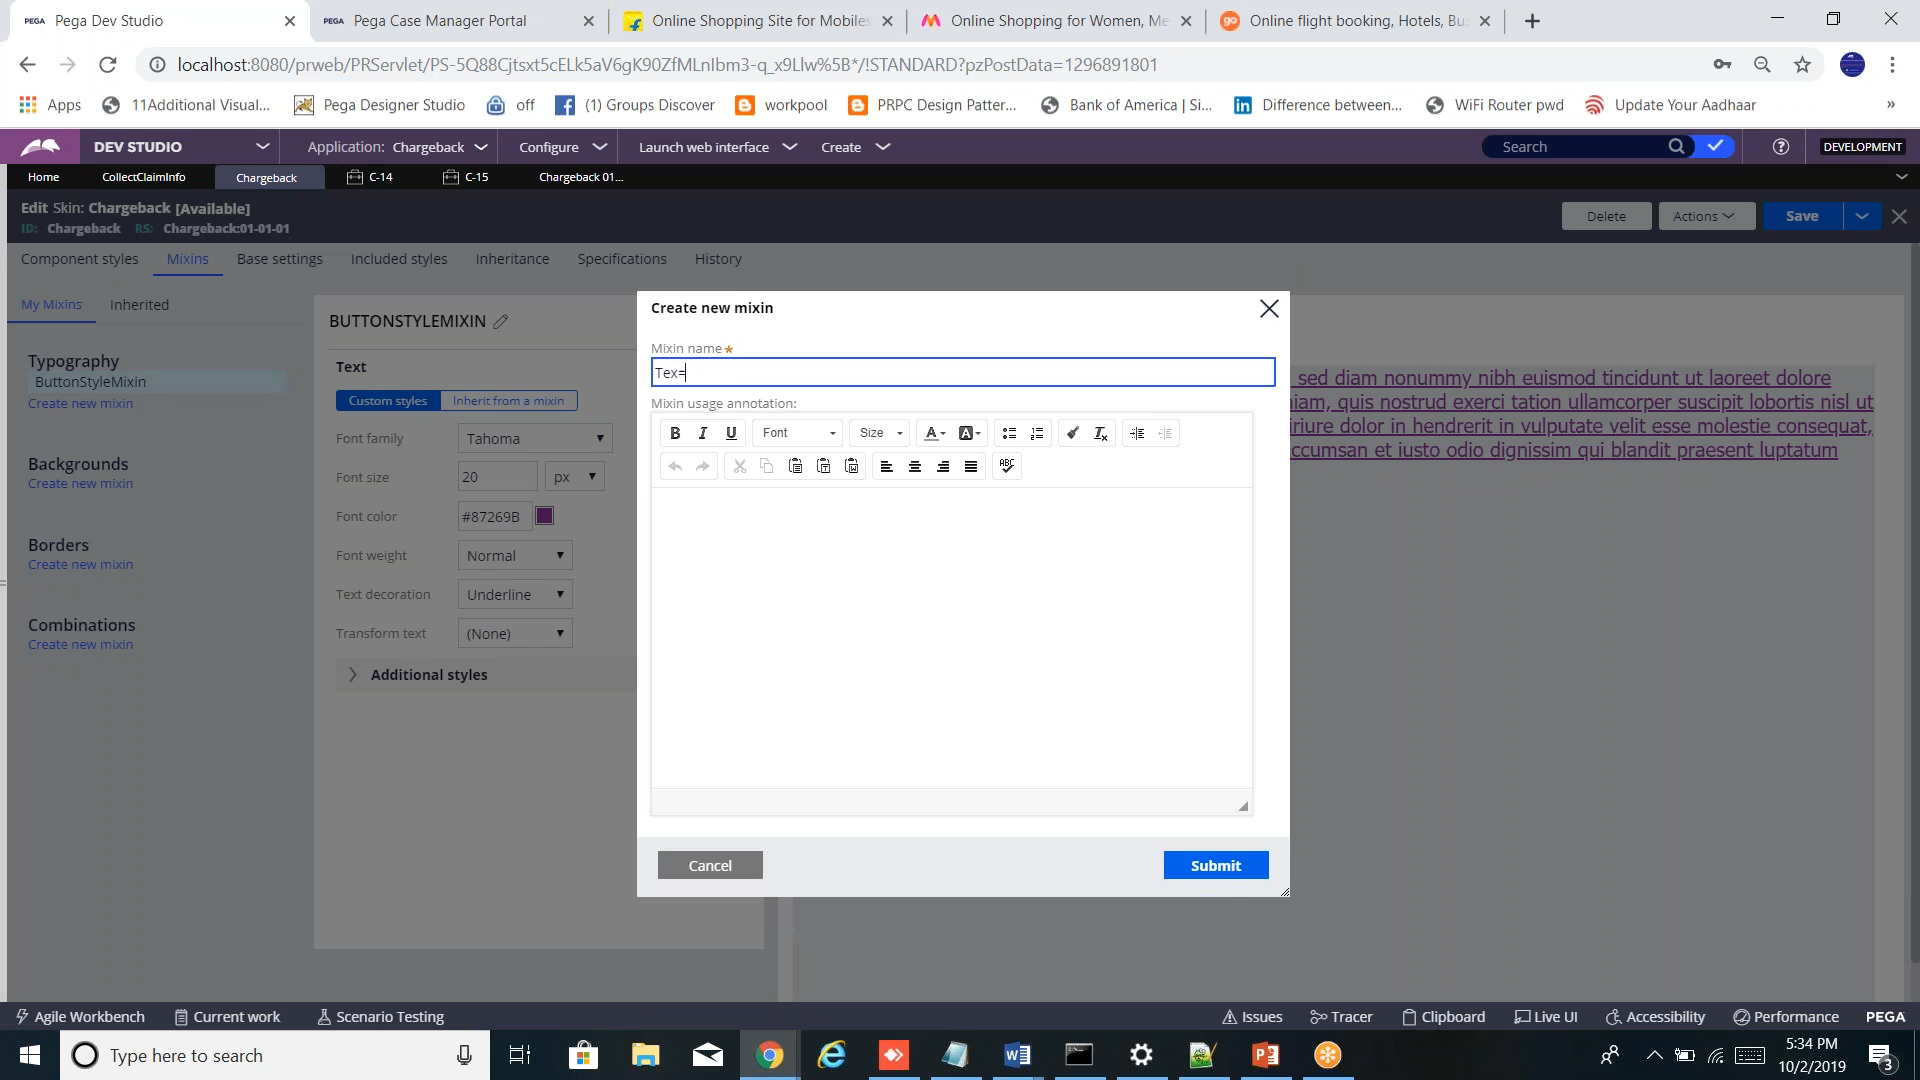 PEGA Pega Dev Studio
PEGA Pega Case Manager Portal
Online Shopping Site for Mobiles
Online Shopping for Women, Me
go Online flight booking, Hotels, Bus
localhost:8080/prweb/PRServlet/PS-5Q88Cjtsxt5cELk5aV6gK90ZfMLnIbm3-q_x9Llw%5B*/!STANDARD?pzPostData=1296891801
Apps 11Additional Visual... Pega Designer Studio off (1) Groups Discover workpool PRPC Design Patter... Bank of America | Si... Difference between... WiFi Router pwd Update Your Aadhaar »
DEV STUDIO Application: Chargeback Configure Launch web interface Create Search DEVELOPMENT
Home CollectClaimInfo Chargeback C-14 C-15 Chargeback 01...
Edit Skin: Chargeback [Available]
ID: Chargeback RS: Chargeback:01-01-01
Delete Actions Save
Component styles Mixins Base settings Included styles Inheritance Specifications History
My Mixins Inherited
Typography
ButtonStyleMixin
Create new mixin
Backgrounds
Create new mixin
Borders
Create new mixin
Combinations
Create new mixin
BUTTONSTYLEMIXIN
Text
Custom styles Inherit from a mixin
Font family Tahoma
Font size 20 px
Font color #87269B
Font weight Normal
Text decoration Underline
Transform text (None)
Additional styles
Create new mixin
Mixin name *
Tex=
Mixin usage annotation:
B I U Font Size A A
ABC
Cancel Submit
sed diam nonummy nibh euismod tincidunt ut laoreet dolore
iam, quis nostrud exerci tation ullamcorper suscipit lobortis nisl ut
iriure dolor in hendrerit in vulputate velit esse molestie consequat,
ccumsan et iusto odio dignissim qui blandit praesent luptatum
Agile Workbench Current work Scenario Testing Issues Tracer Clipboard Live UI Accessibility Performance PEGA
Type here to search
5:34 PM
10/2/2019
3